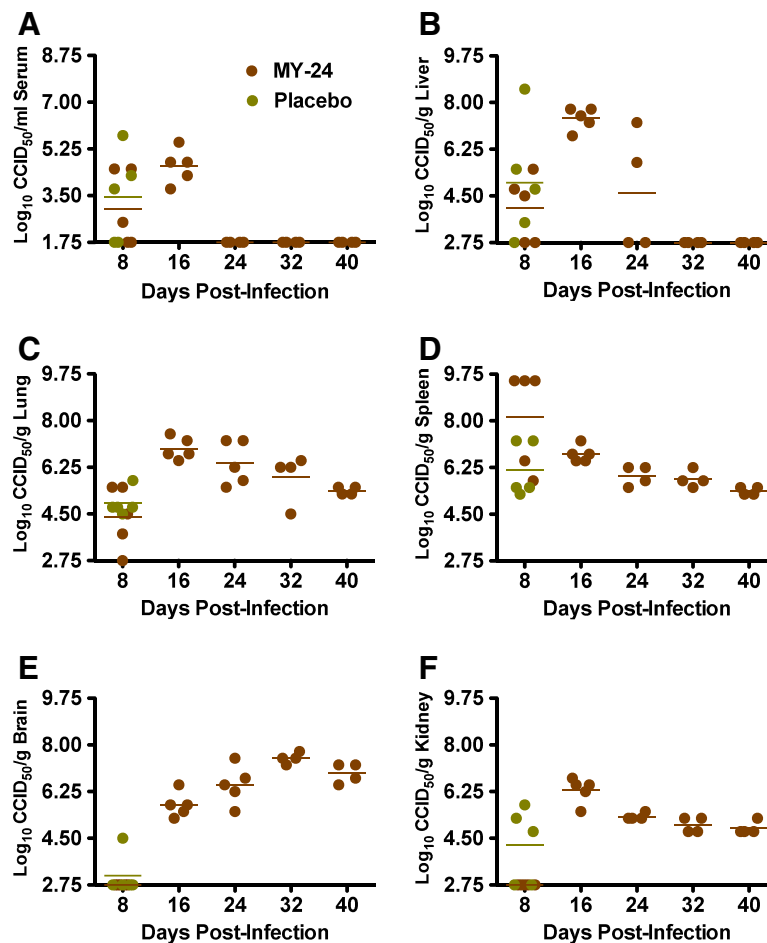 A
Log10 CCID50/ml Serum
8.75
7.00
5.25
3.50
1.75
MY-24
Placebo
8 16 24 32 40
Days Post-Infection
B
Log10 CCID50/g Liver
9.75
8.00
6.25
4.50
2.75
8 16 24 32 40
Days Post-Infection
C
Log10 CCID50/g Lung
9.75
8.00
6.25
4.50
2.75
8 16 24 32 40
Days Post-Infection
D
Log10 CCID50/g Spleen
9.75
8.00
6.25
4.50
2.75
8 16 24 32 40
Days Post-Infection
E
Log10 CCID50/g Brain
9.75
8.00
6.25
4.50
2.75
8 16 24 32 40
Days Post-Infection
F
Log10 CCID50/g Kidney
9.75
8.00
6.25
4.50
2.75
8 16 24 32 40
Days Post-Infection